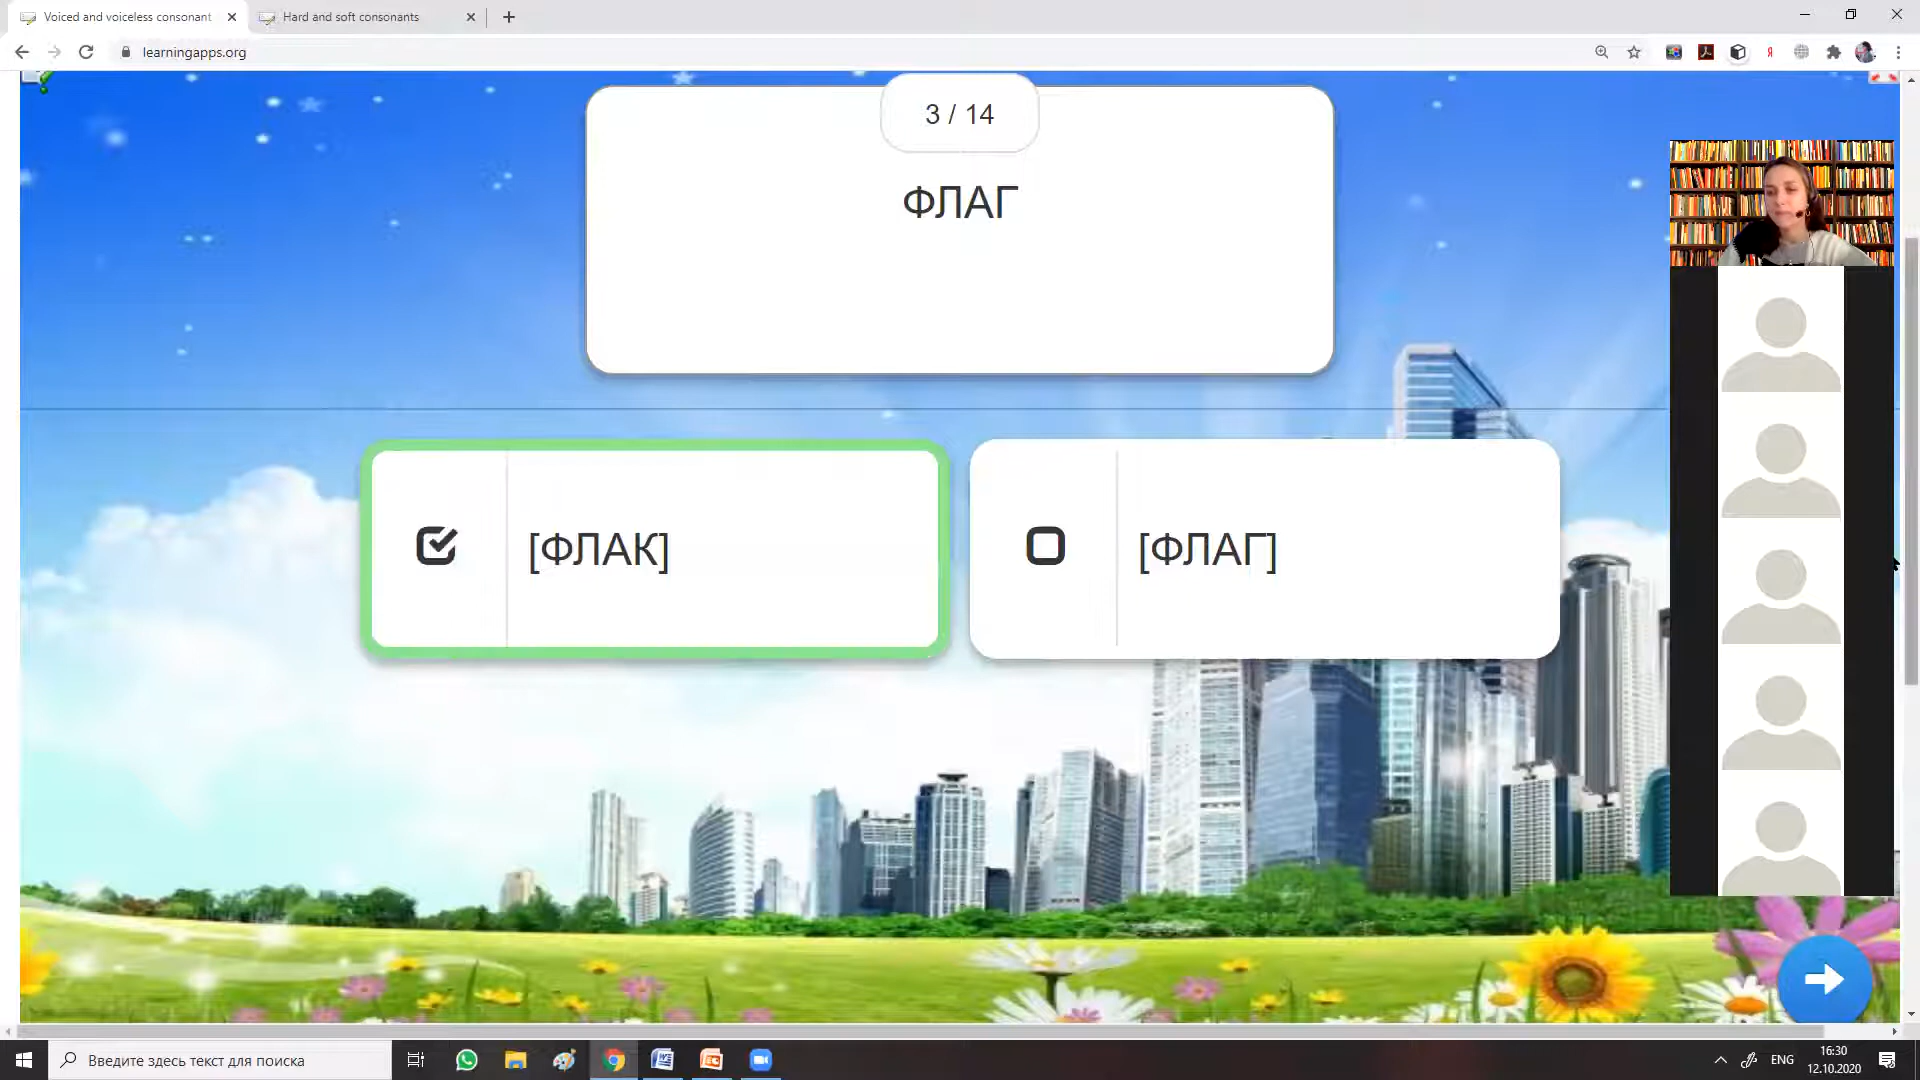 Voiced and voiceless consonant
Hard and soft consonants
learningapps.org
3 / 14
ФЛАГ
[ФЛАК]
[ФЛАГ]
Введите здесь текст для поиска
ENG
16:30
12.10.2020